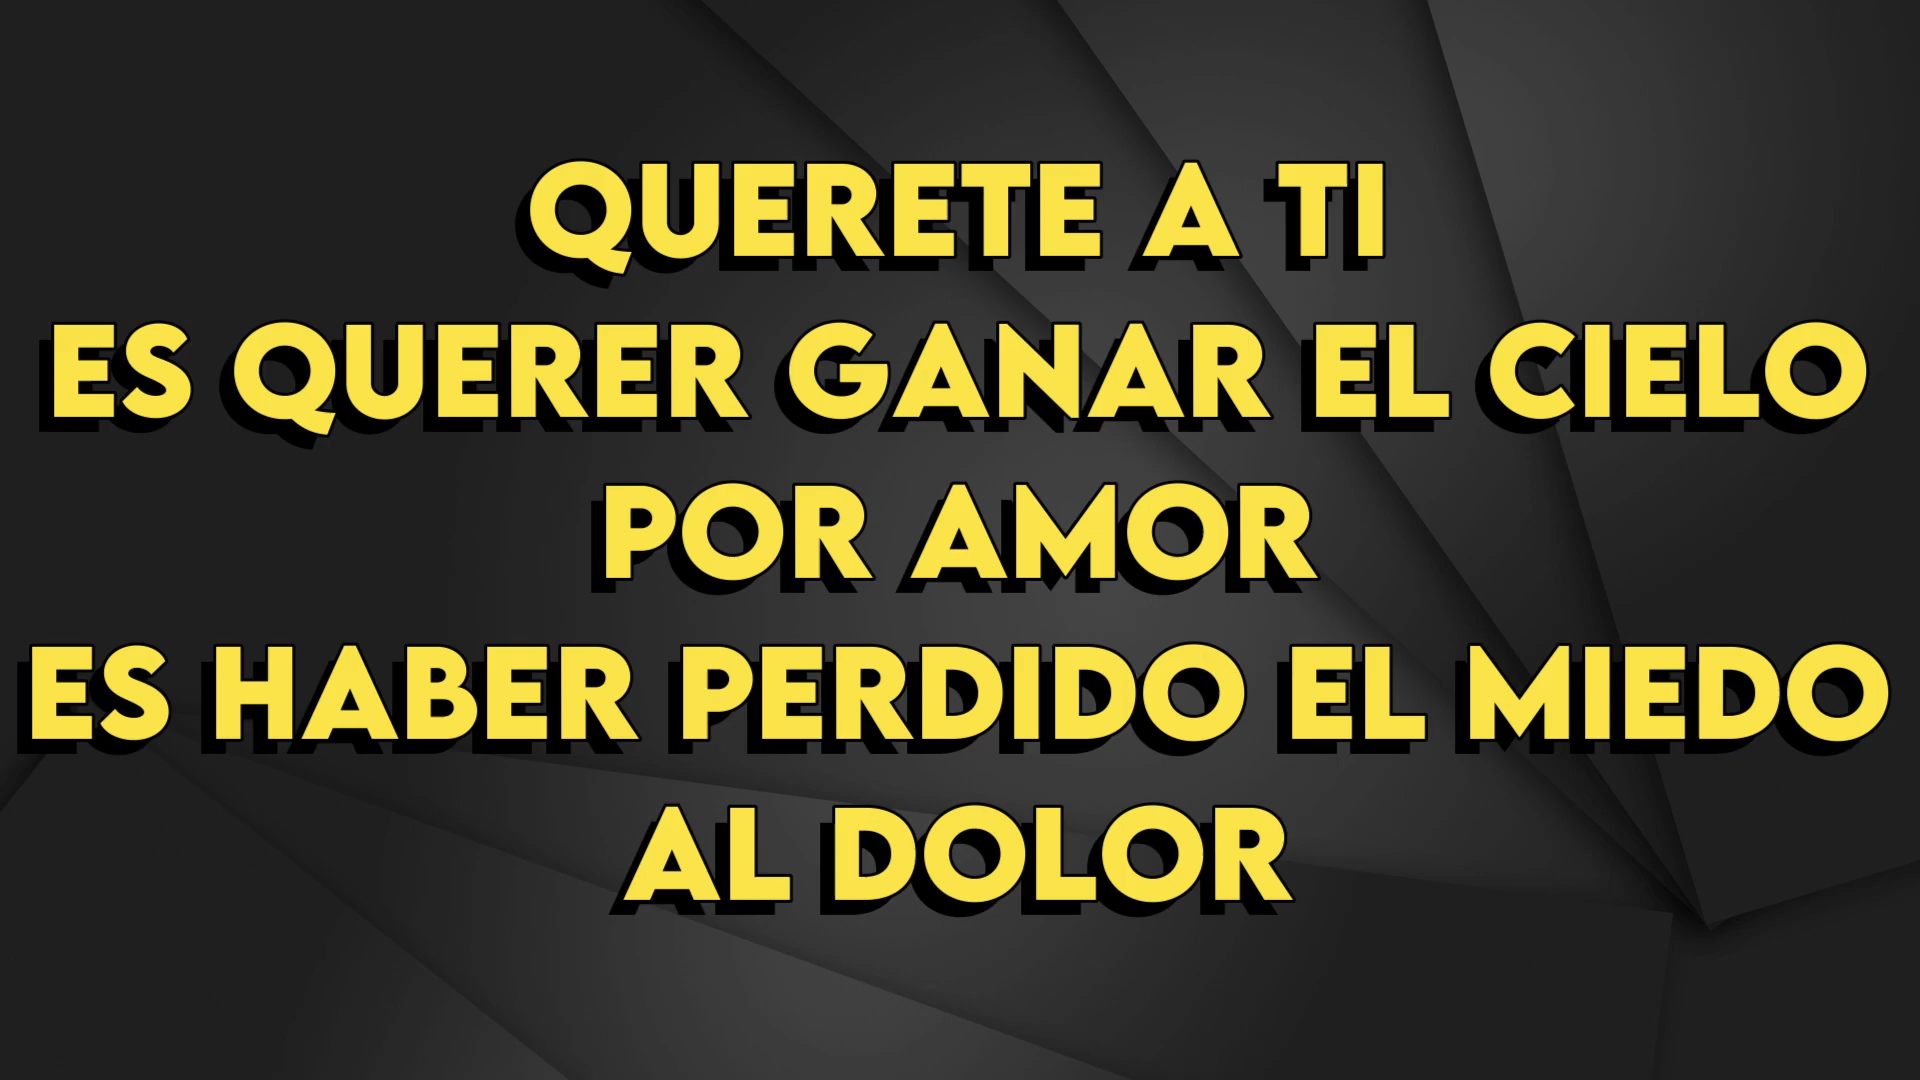 QUERETE A TI
ES QUERER GANAR EL CIELO
POR AMOR
ES HABER PERDIDO EL MIEDO
AL DOLOR